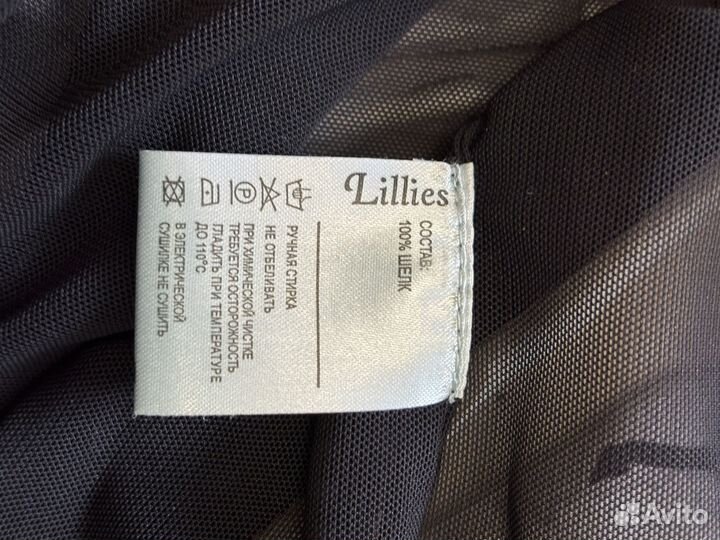 Lillies
СОСТАВ:
100% ШЕЛК
РУЧНАЯ СТИРКА
НЕ ОТБЕЛИВАТЬ
ПРИ ХИМИЧЕСКОЙ ЧИСТКЕ
ТРЕБУЕТСЯ ОСТОРОЖНОСТЬ
ГЛАДИТЬ ПРИ ТЕМПЕРАТУРЕ
ДО 110°С
В ЭЛЕКТРИЧЕСКОЙ
СУШИЛКЕ НЕ СУШИТЬ
P
Avito